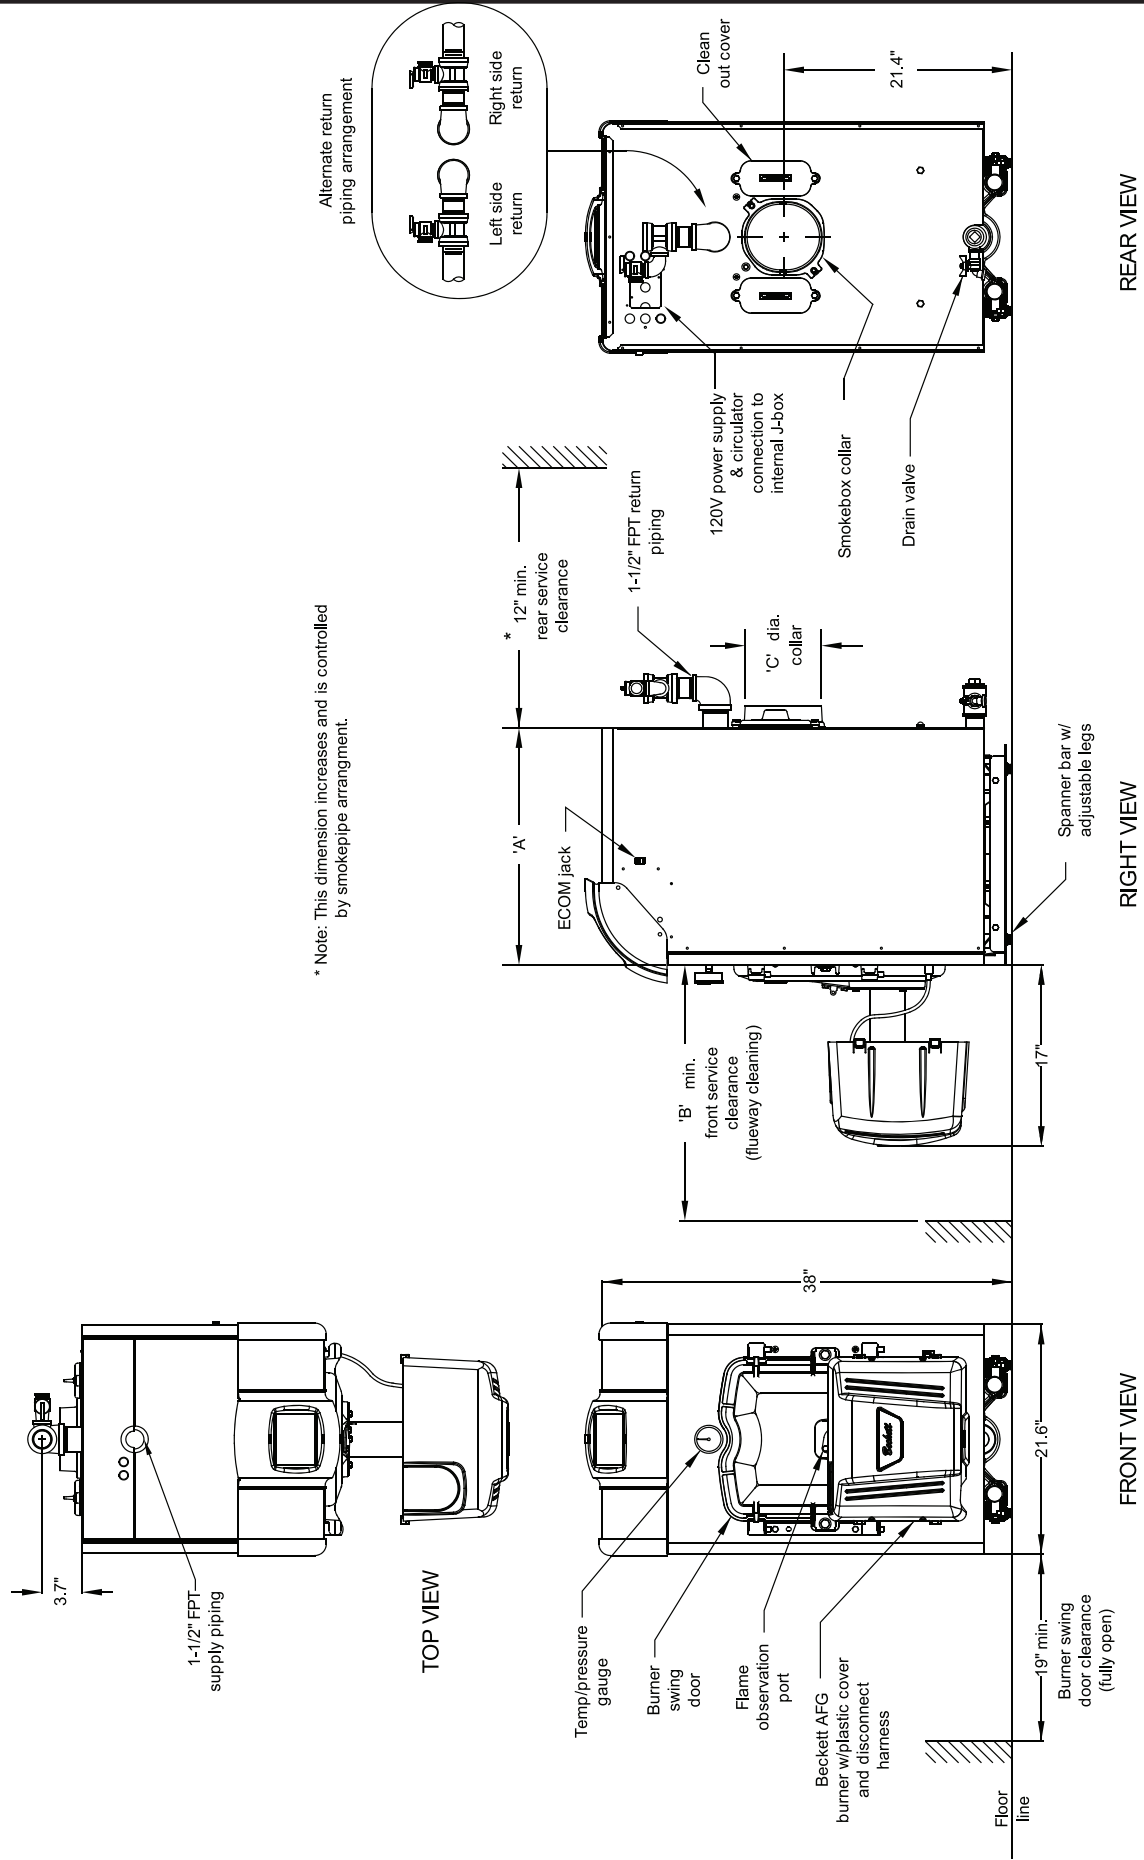 Alternate return
piping arrangement
Left side
return
Right side
return
* Note: This dimension increases and is controlled
by smokepipe arrangment.
3.7"
1-1/2" FPT
supply piping
TOP VIEW
Temp/pressure
gauge
Burner
swing
door
Flame
observation
port
Beckett AFG
burner w/plastic cover
and disconnect
harness
Beckett
38"
21.6"
19" min.
Burner swing
door clearance
(fully open)
Floor
line
FRONT VIEW
'A'
* 12" min.
rear service
clearance
ECOM jack
1-1/2" FPT return
piping
'C' dia.
collar
'B' min.
front service
clearance
(flueway cleaning)
17"
Spanner bar w/
adjustable legs
RIGHT VIEW
Clean
out cover
21.4"
120V power supply
& circulator
connection to
internal J-box
Smokebox collar
Drain valve
REAR VIEW